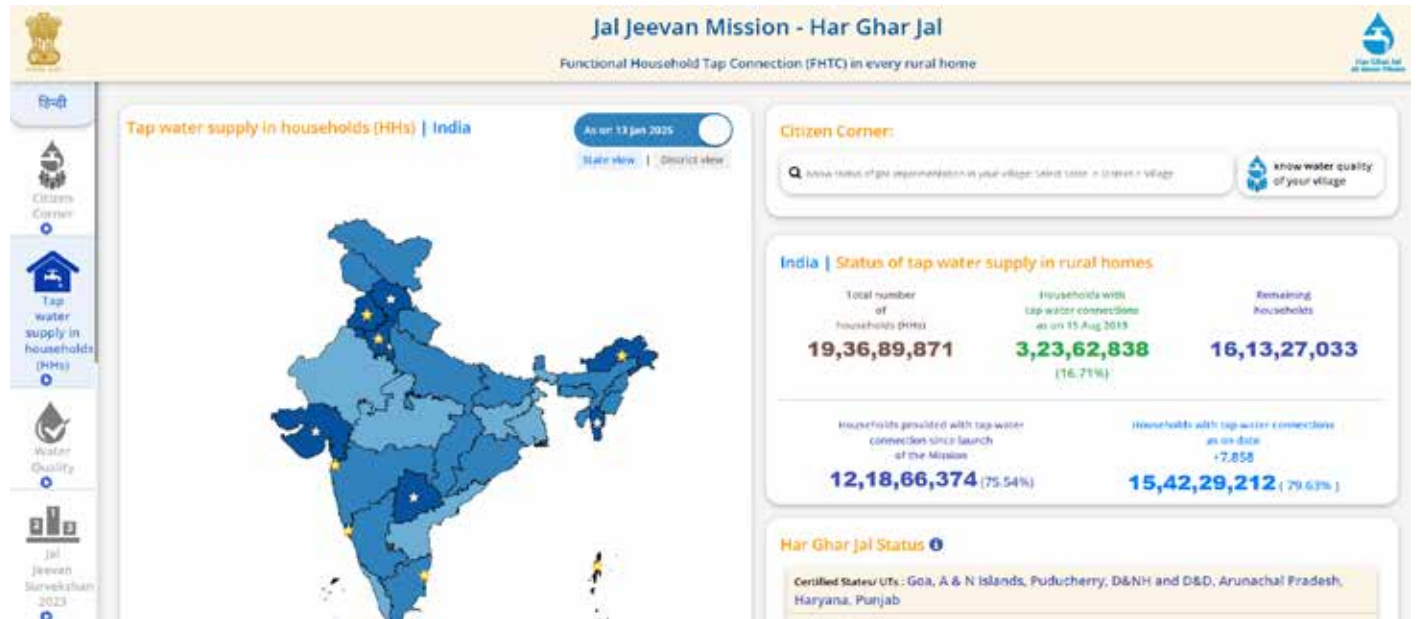 Jal Jeevan Mission - Har Ghar Jal
Functional Household Tap Connection (FHTC) in every rural home
Har Ghar Jal
हिन्दी
Citizen
Corner
Tap
water
supply in
households
(HHs)
Water
Quality
Jal
Jeevan
Survekshan
2023
Tap water supply in households (HHs) | India
As on 13 Jan 2025
State view | District view
Citizen Corner:
know water quality
of your village
India | Status of tap water supply in rural homes
Total number
of
households (HHs)
19,36,89,871
Households with
tap water connections
as on 15 Aug 2019
3,23,62,838
(16.71%)
Remaining
households
16,13,27,033
Households provided with tap water
connection since launch
of the Mission
12,18,66,374 (75.54%)
Households with tap water connections
as on date
+7,858
15,42,29,212 ( 79.63% )
Har Ghar Jal Status
Certified States/ UTs : Goa, A & N Islands, Puducherry, D&NH and D&D, Arunachal Pradesh,
Haryana, Punjab